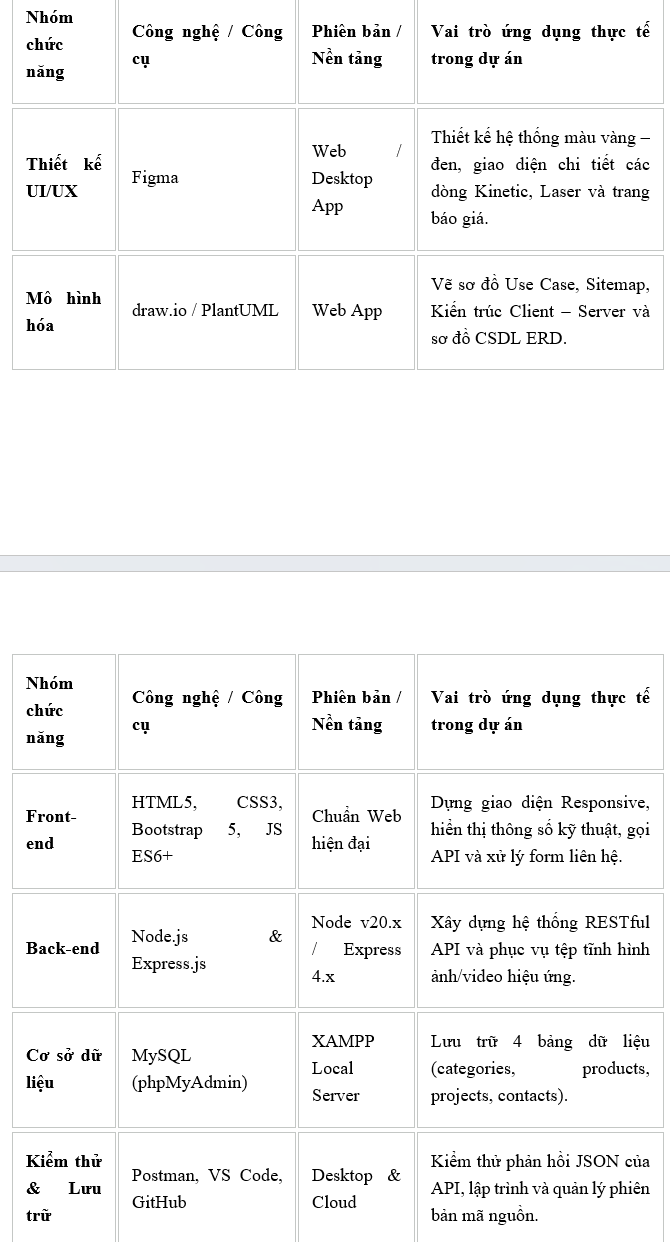 Nhóm chức năng
Công nghệ / Công cụ
Phiên bản / Nền tảng
Vai trò ứng dụng thực tế trong dự án
Thiết kế UI/UX
Figma
Web / Desktop App
Thiết kế hệ thống màu vàng – đen, giao diện chi tiết các dòng Kinetic, Laser và trang báo giá.
Mô hình hóa
draw.io / PlantUML
Web App
Vẽ sơ đồ Use Case, Sitemap, Kiến trúc Client – Server và sơ đồ CSDL ERD.
Nhóm chức năng
Công nghệ / Công cụ
Phiên bản / Nền tảng
Vai trò ứng dụng thực tế trong dự án
Front-end
HTML5, CSS3, Bootstrap 5, JS ES6+
Chuẩn Web hiện đại
Dựng giao diện Responsive, hiển thị thông số kỹ thuật, gọi API và xử lý form liên hệ.
Back-end
Node.js & Express.js
Node v20.x / Express 4.x
Xây dựng hệ thống RESTful API và phục vụ tệp tĩnh hình ảnh/video hiệu ứng.
Cơ sở dữ liệu
MySQL (phpMyAdmin)
XAMPP Local Server
Lưu trữ 4 bảng dữ liệu (categories, products, projects, contacts).
Kiểm thử & Lưu trữ
Postman, VS Code, GitHub
Desktop & Cloud
Kiểm thử phản hồi JSON của API, lập trình và quản lý phiên bản mã nguồn.